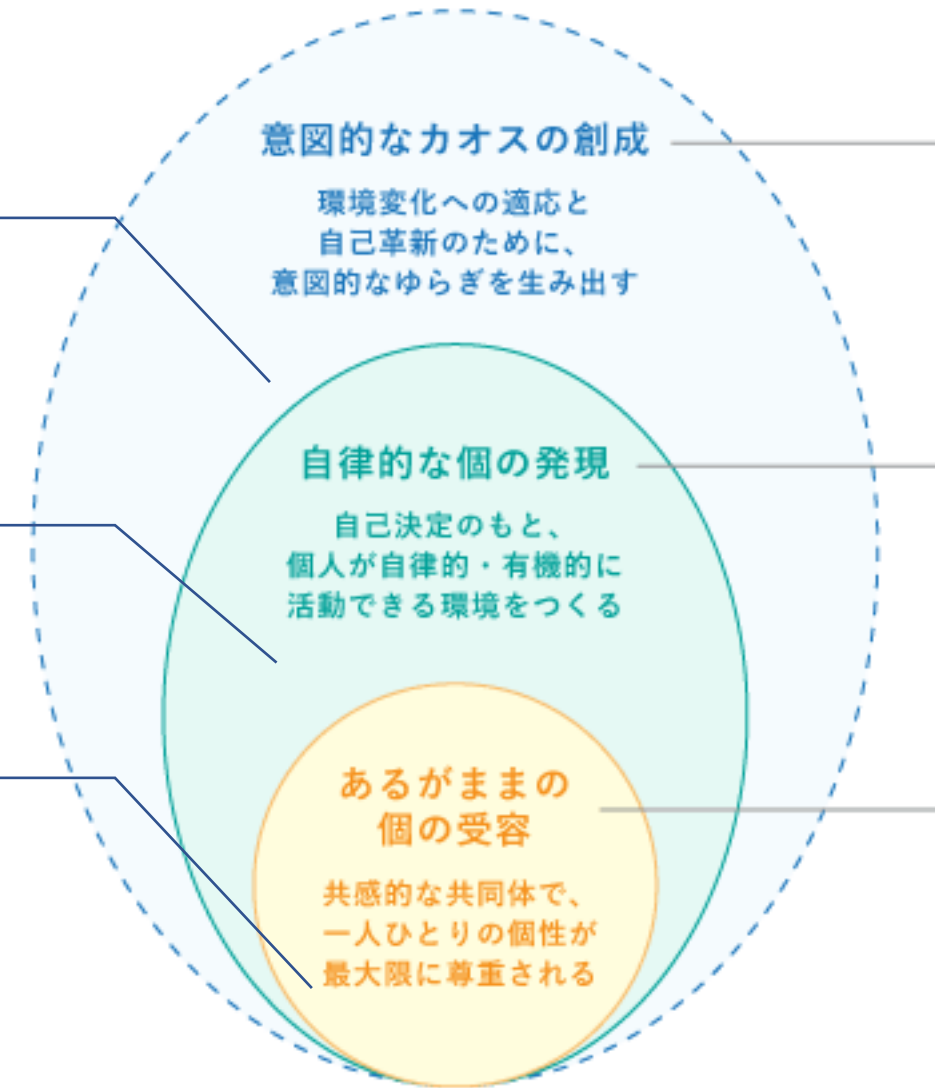 意図的なカオスの創成
環境変化への適応と
自己革新のために、
意図的なゆらぎを生み出す
自律的な個の発現
自己決定のもと、
個人が自律的・有機的に
活動できる環境をつくる
あるがままの
個の受容
共感的な共同体で、
一人ひとりの個性が
最大限に尊重される